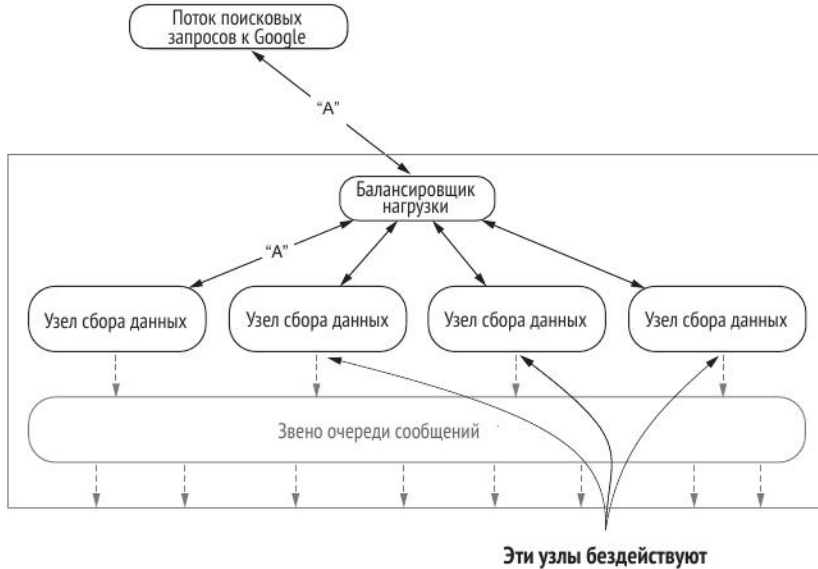 Поток поисковых
запросов к Google
“А”
Балансировщик
нагрузки
“А”
Узел сбора данных
Узел сбора данных
Узел сбора данных
Узел сбора данных
Звено очереди сообщений
Эти узлы бездействуют